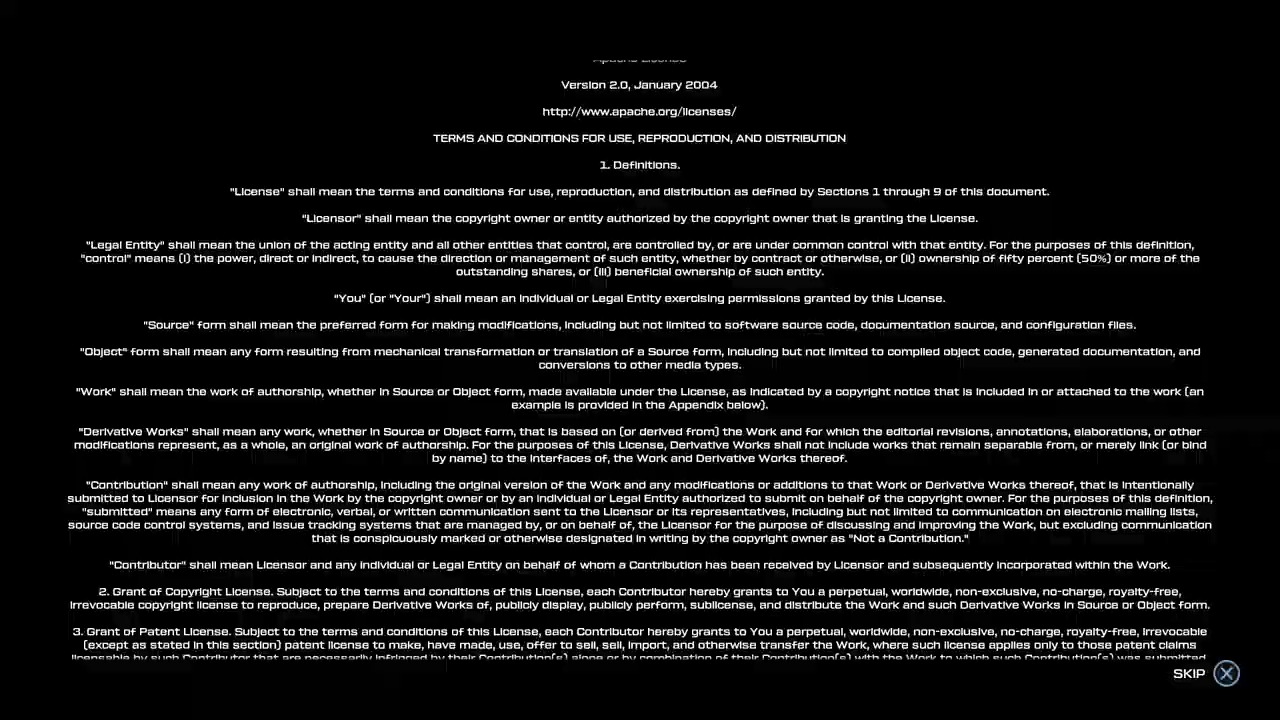 Apache License
Version 2.0, January 2004
http://www.apache.org/licenses/
TERMS AND CONDITIONS FOR USE, REPRODUCTION, AND DISTRIBUTION
1. Definitions.
"License" shall mean the terms and conditions for use, reproduction, and distribution as defined by Sections 1 through 9 of this document.
"Licensor" shall mean the copyright owner or entity authorized by the copyright owner that is granting the License.
"Legal Entity" shall mean the union of the acting entity and all other entities that control, are controlled by, or are under common control with that entity. For the purposes of this definition,
"control" means (i) the power, direct or indirect, to cause the direction or management of such entity, whether by contract or otherwise, or (ii) ownership of fifty percent (50%) or more of the
outstanding shares, or (iii) beneficial ownership of such entity.
"You" (or "Your") shall mean an individual or Legal Entity exercising permissions granted by this License.
"Source" form shall mean the preferred form for making modifications, including but not limited to software source code, documentation source, and configuration files.
"Object" form shall mean any form resulting from mechanical transformation or translation of a Source form, including but not limited to compiled object code, generated documentation, and
conversions to other media types.
"Work" shall mean the work of authorship, whether in Source or Object form, made available under the License, as indicated by a copyright notice that is included in or attached to the work (an
example is provided in the Appendix below).
"Derivative Works" shall mean any work, whether in Source or Object form, that is based on (or derived from) the Work and for which the editorial revisions, annotations, elaborations, or other
modifications represent, as a whole, an original work of authorship. For the purposes of this License, Derivative Works shall not include works that remain separable from, or merely link (or bind
by name) to the interfaces of, the Work and Derivative Works thereof.
"Contribution" shall mean any work of authorship, including the original version of the Work and any modifications or additions to that Work or Derivative Works thereof, that is intentionally
submitted to Licensor for inclusion in the Work by the copyright owner or by an individual or Legal Entity authorized to submit on behalf of the copyright owner. For the purposes of this definition,
"submitted" means any form of electronic, verbal, or written communication sent to the Licensor or its representatives, including but not limited to communication on electronic mailing lists,
source code control systems, and issue tracking systems that are managed by, or on behalf of, the Licensor for the purpose of discussing and improving the Work, but excluding communication
that is conspicuously marked or otherwise designated in writing by the copyright owner as "Not a Contribution."
"Contributor" shall mean Licensor and any individual or Legal Entity on behalf of whom a Contribution has been received by Licensor and subsequently incorporated within the Work.
2. Grant of Copyright License. Subject to the terms and conditions of this License, each Contributor hereby grants to You a perpetual, worldwide, non-exclusive, no-charge, royalty-free,
irrevocable copyright license to reproduce, prepare Derivative Works of, publicly display, publicly perform, sublicense, and distribute the Work and such Derivative Works in Source or Object form.
3. Grant of Patent License. Subject to the terms and conditions of this License, each Contributor hereby grants to You a perpetual, worldwide, non-exclusive, no-charge, royalty-free, irrevocable
(except as stated in this section) patent license to make, have made, use, offer to sell, sell, import, and otherwise transfer the Work, where such license applies only to those patent claims
licensable by such Contributor that are necessarily infringed by their Contribution(s) alone or by combination of their Contribution(s) with the Work to which such Contribution(s) was submitted.
SKIP